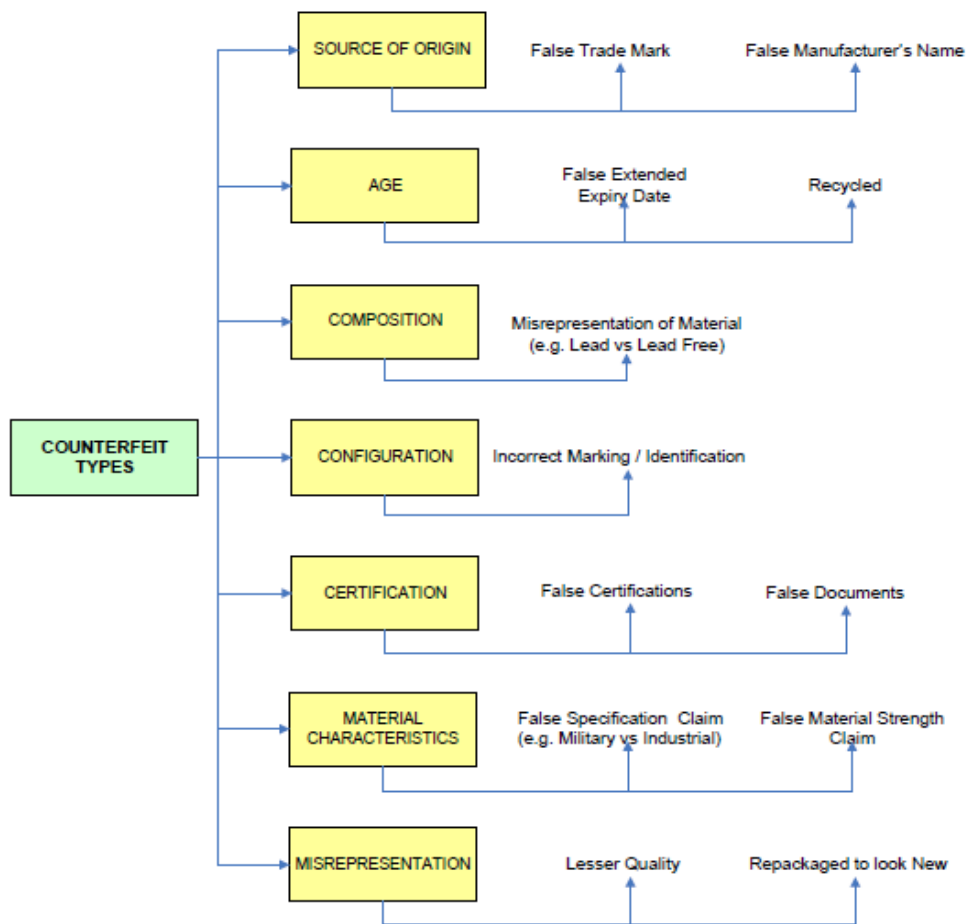 SOURCE OF ORIGIN
False Trade Mark
False Manufacturer's Name
AGE
False Extended
Expiry Date
Recycled
COMPOSITION
Misrepresentation of Material
(e.g. Lead vs Lead Free)
COUNTERFEIT
TYPES
CONFIGURATION
Incorrect Marking / Identification
CERTIFICATION
False Certifications
False Documents
MATERIAL
CHARACTERISTICS
False Specification Claim
(e.g. Military vs Industrial)
False Material Strength
Claim
MISREPRESENTATION
Lesser Quality
Repackaged to look New